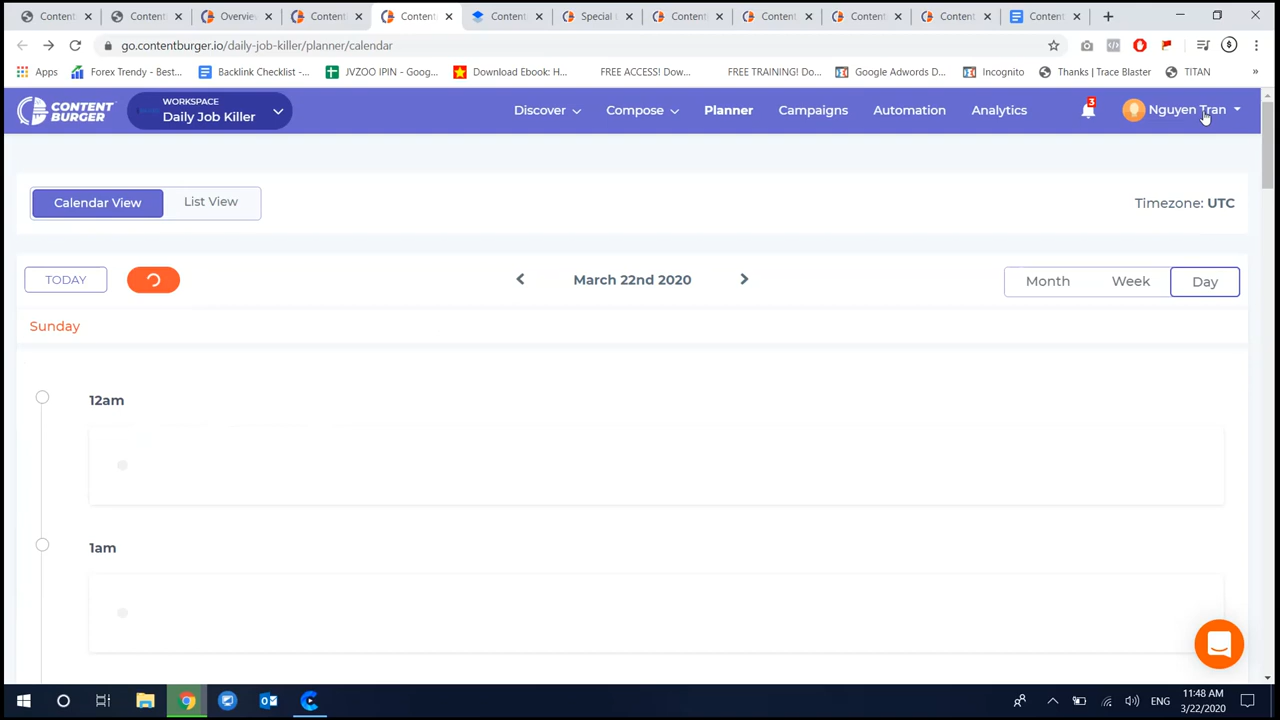 Content
Content
Overview
Content
Content
Content
Special
Content
Content
Content
Content
Content
go.contentburger.io/daily-job-killer/planner/calendar
Apps
Forex Trendy - Best...
Backlink Checklist -...
JVZOO IPIN - Goog...
Download Ebook: H...
FREE ACCESS! Dow...
FREE TRAINING! Do...
Google Adwords D...
Incognito
Thanks | Trace Blaster
TITAN
»
CONTENT
BURGER
WORKSPACE
Daily Job Killer
Discover
Compose
Planner
Campaigns
Automation
Analytics
3
Nguyen Tran
Calendar View
List View
Timezone: UTC
TODAY
March 22nd 2020
Month
Week
Day
Sunday
12am
1am
ENG
11:48 AM
3/22/2020